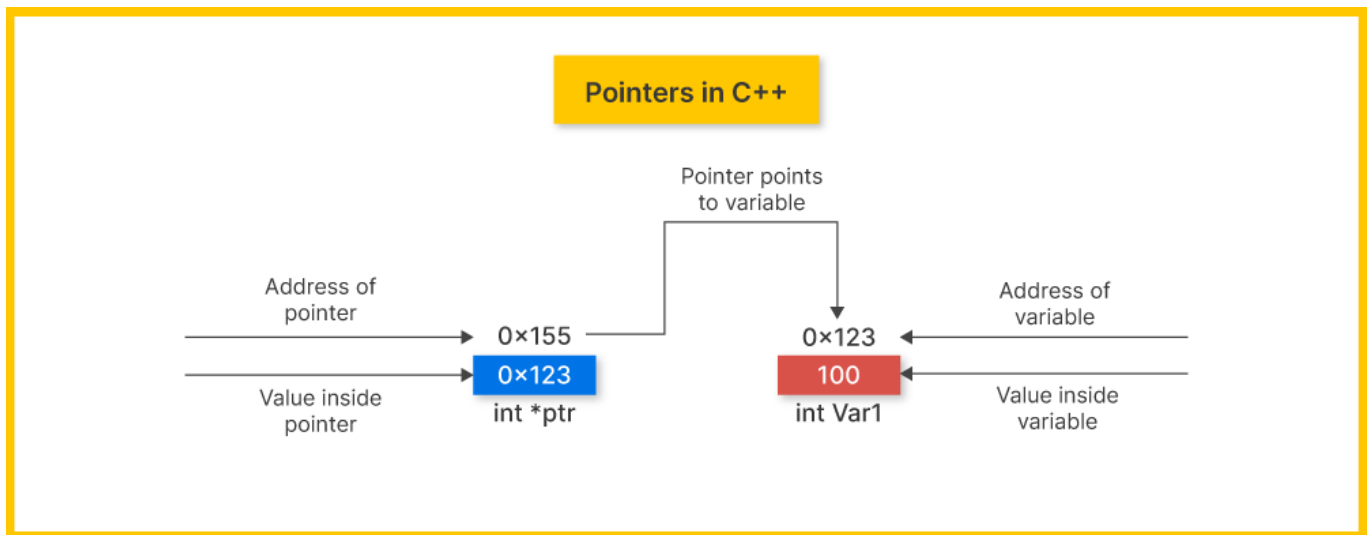 Pointers in C++
Pointer points
to variable
Address of
pointer
Address of
variable
0×155
0×123
0×123
100
Value inside
pointer
Value inside
variable
int *ptr
int Var1